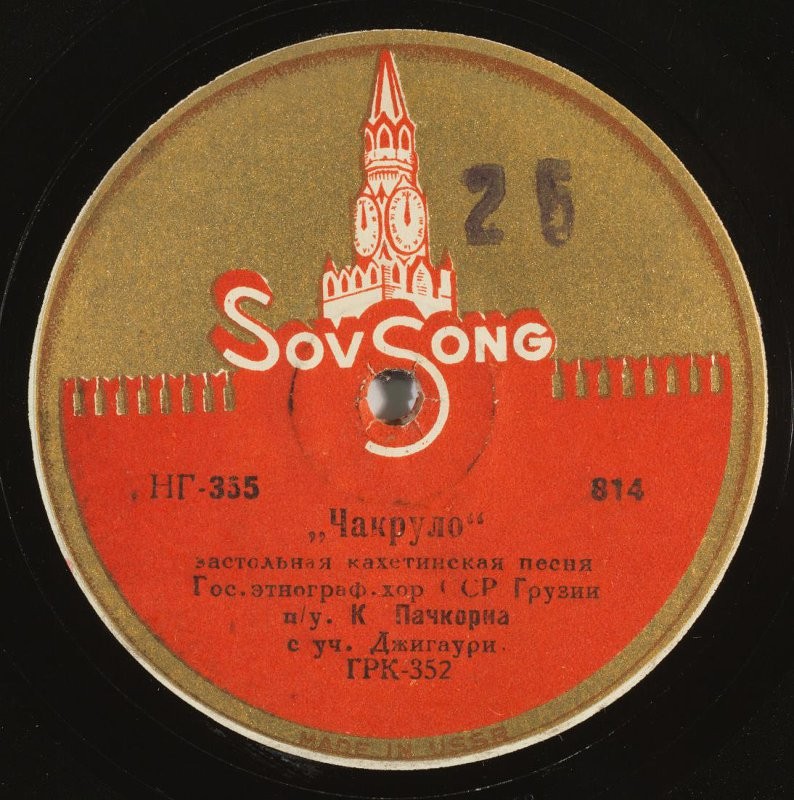 26
SOVSONG
НГ-355
814
„Чакруло“
застольная кахетинская песня
Гос.этнограф.хор ССР Грузии
п/у. К Пачкориа
с уч. Джигаури.
ГРК-352
MADE IN USSR